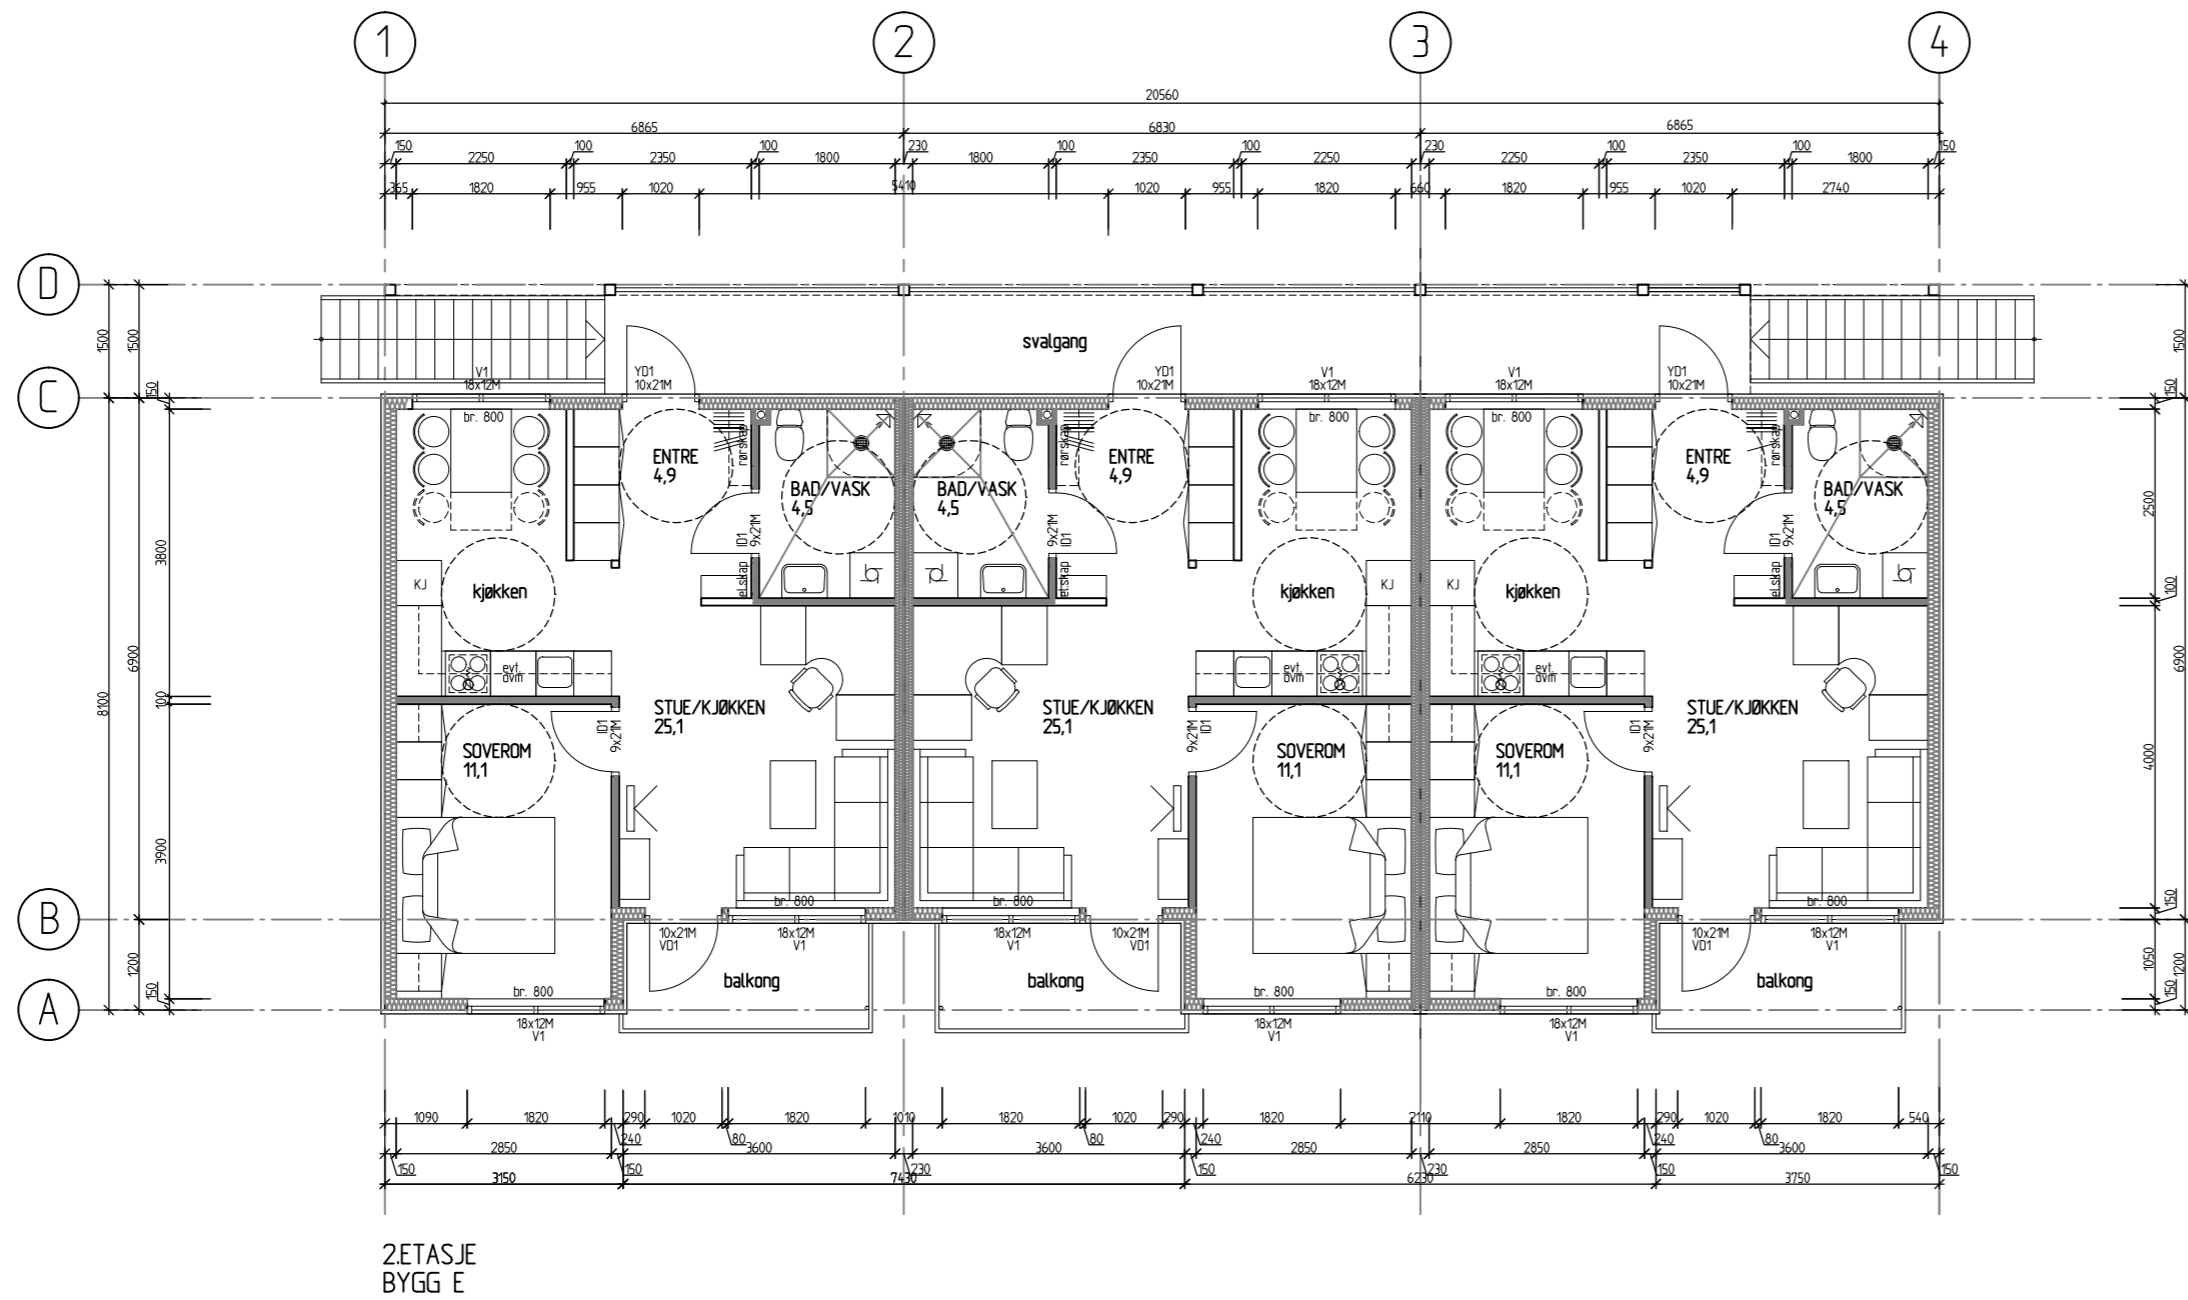 1 2 3 4
20560
6865 6830 6865
150 2250 100 2350 100 1800 230 1800 100 2350 100 2250 230 2250 100 2350 100 1800 150
365 1820 955 1020 5410 1020 955 1820 660 1820 955 1020 2740
D
1500 1500 1500
svalgang
C
150 150
V1 YD1 YD1 V1 V1 YD1
18x12M 10x21M 10x21M 18x12M 18x12M 10x21M
br. 800 br. 800 br. 800
rørskap rørskap rørskap
ENTRE ENTRE ENTRE
4,9 4,9 4,9
BAD/VASK BAD/VASK BAD/VASK
4,5 4,5 4,5
ID1 9x21M 9x21M ID1 ID1 9x21M
3800 2500
el.skap el.skap el.skap
KJ KJ KJ
kjøkken kjøkken kjøkken
100
evt. evt. evt.
ovm ovm ovm
8100 6900 100 6900
STUE/KJØKKEN STUE/KJØKKEN STUE/KJØKKEN
25,1 25,1 25,1
ID1 9x21M 9x21M ID1 ID1 9x21M
SOVEROM SOVEROM SOVEROM
11,1 11,1 11,1
3900 4000
br. 800 br. 800 br. 800
150
B
10x21M 18x12M 18x12M 10x21M 10x21M 18x12M
VD1 V1 V1 VD1 VD1 V1
1200 1050 1200
balkong balkong balkong
150 150
br. 800 br. 800 br. 800
A
18x12M 18x12M 18x12M
V1 V1 V1
1090 1820 290 1020 1820 1010 1820 1020 290 1820 2110 1820 290 1020 1820 540
240 80 80 240 240 80
2850 3600 3600 2850 2850 3600
150 150 230 150 230 150 150
3150 7430 6230 3750
2.ETASJE
BYGG E